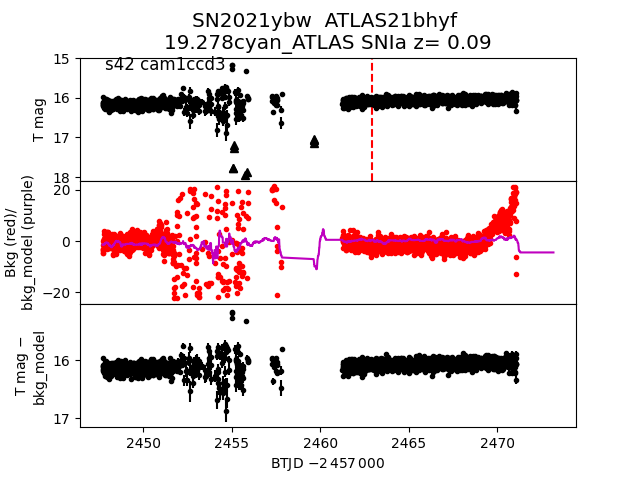 SN2021ybw  ATLAS21bhyf
19.278cyan_ATLAS SNIa z= 0.09
s42 cam1ccd3
15
16
17
18
T mag
20
0
−20
Bkg (red)/
bkg_model (purple)
16
17
T mag −
bkg_model
2450
2455
2460
2465
2470
BTJD −2 457 000